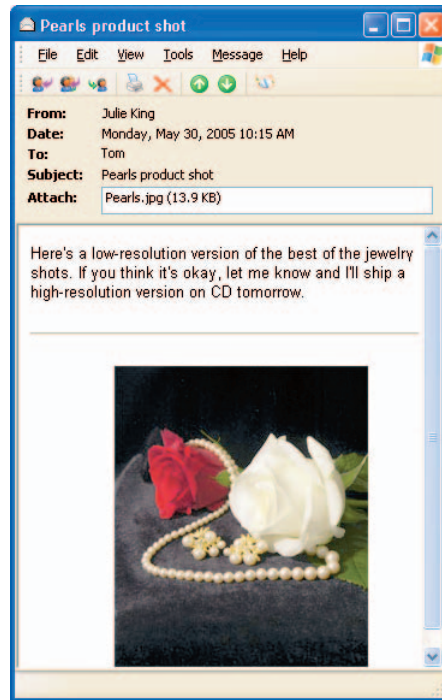 Pearls product shot
File Edit View Tools Message Help
From: Julie King
Date: Monday, May 30, 2005 10:15 AM
To: Tom
Subject: Pearls product shot
Attach: Pearls.jpg (13.9 KB)
Here's a low-resolution version of the best of the jewelry
shots. If you think it's okay, let me know and I'll ship a
high-resolution version on CD tomorrow.